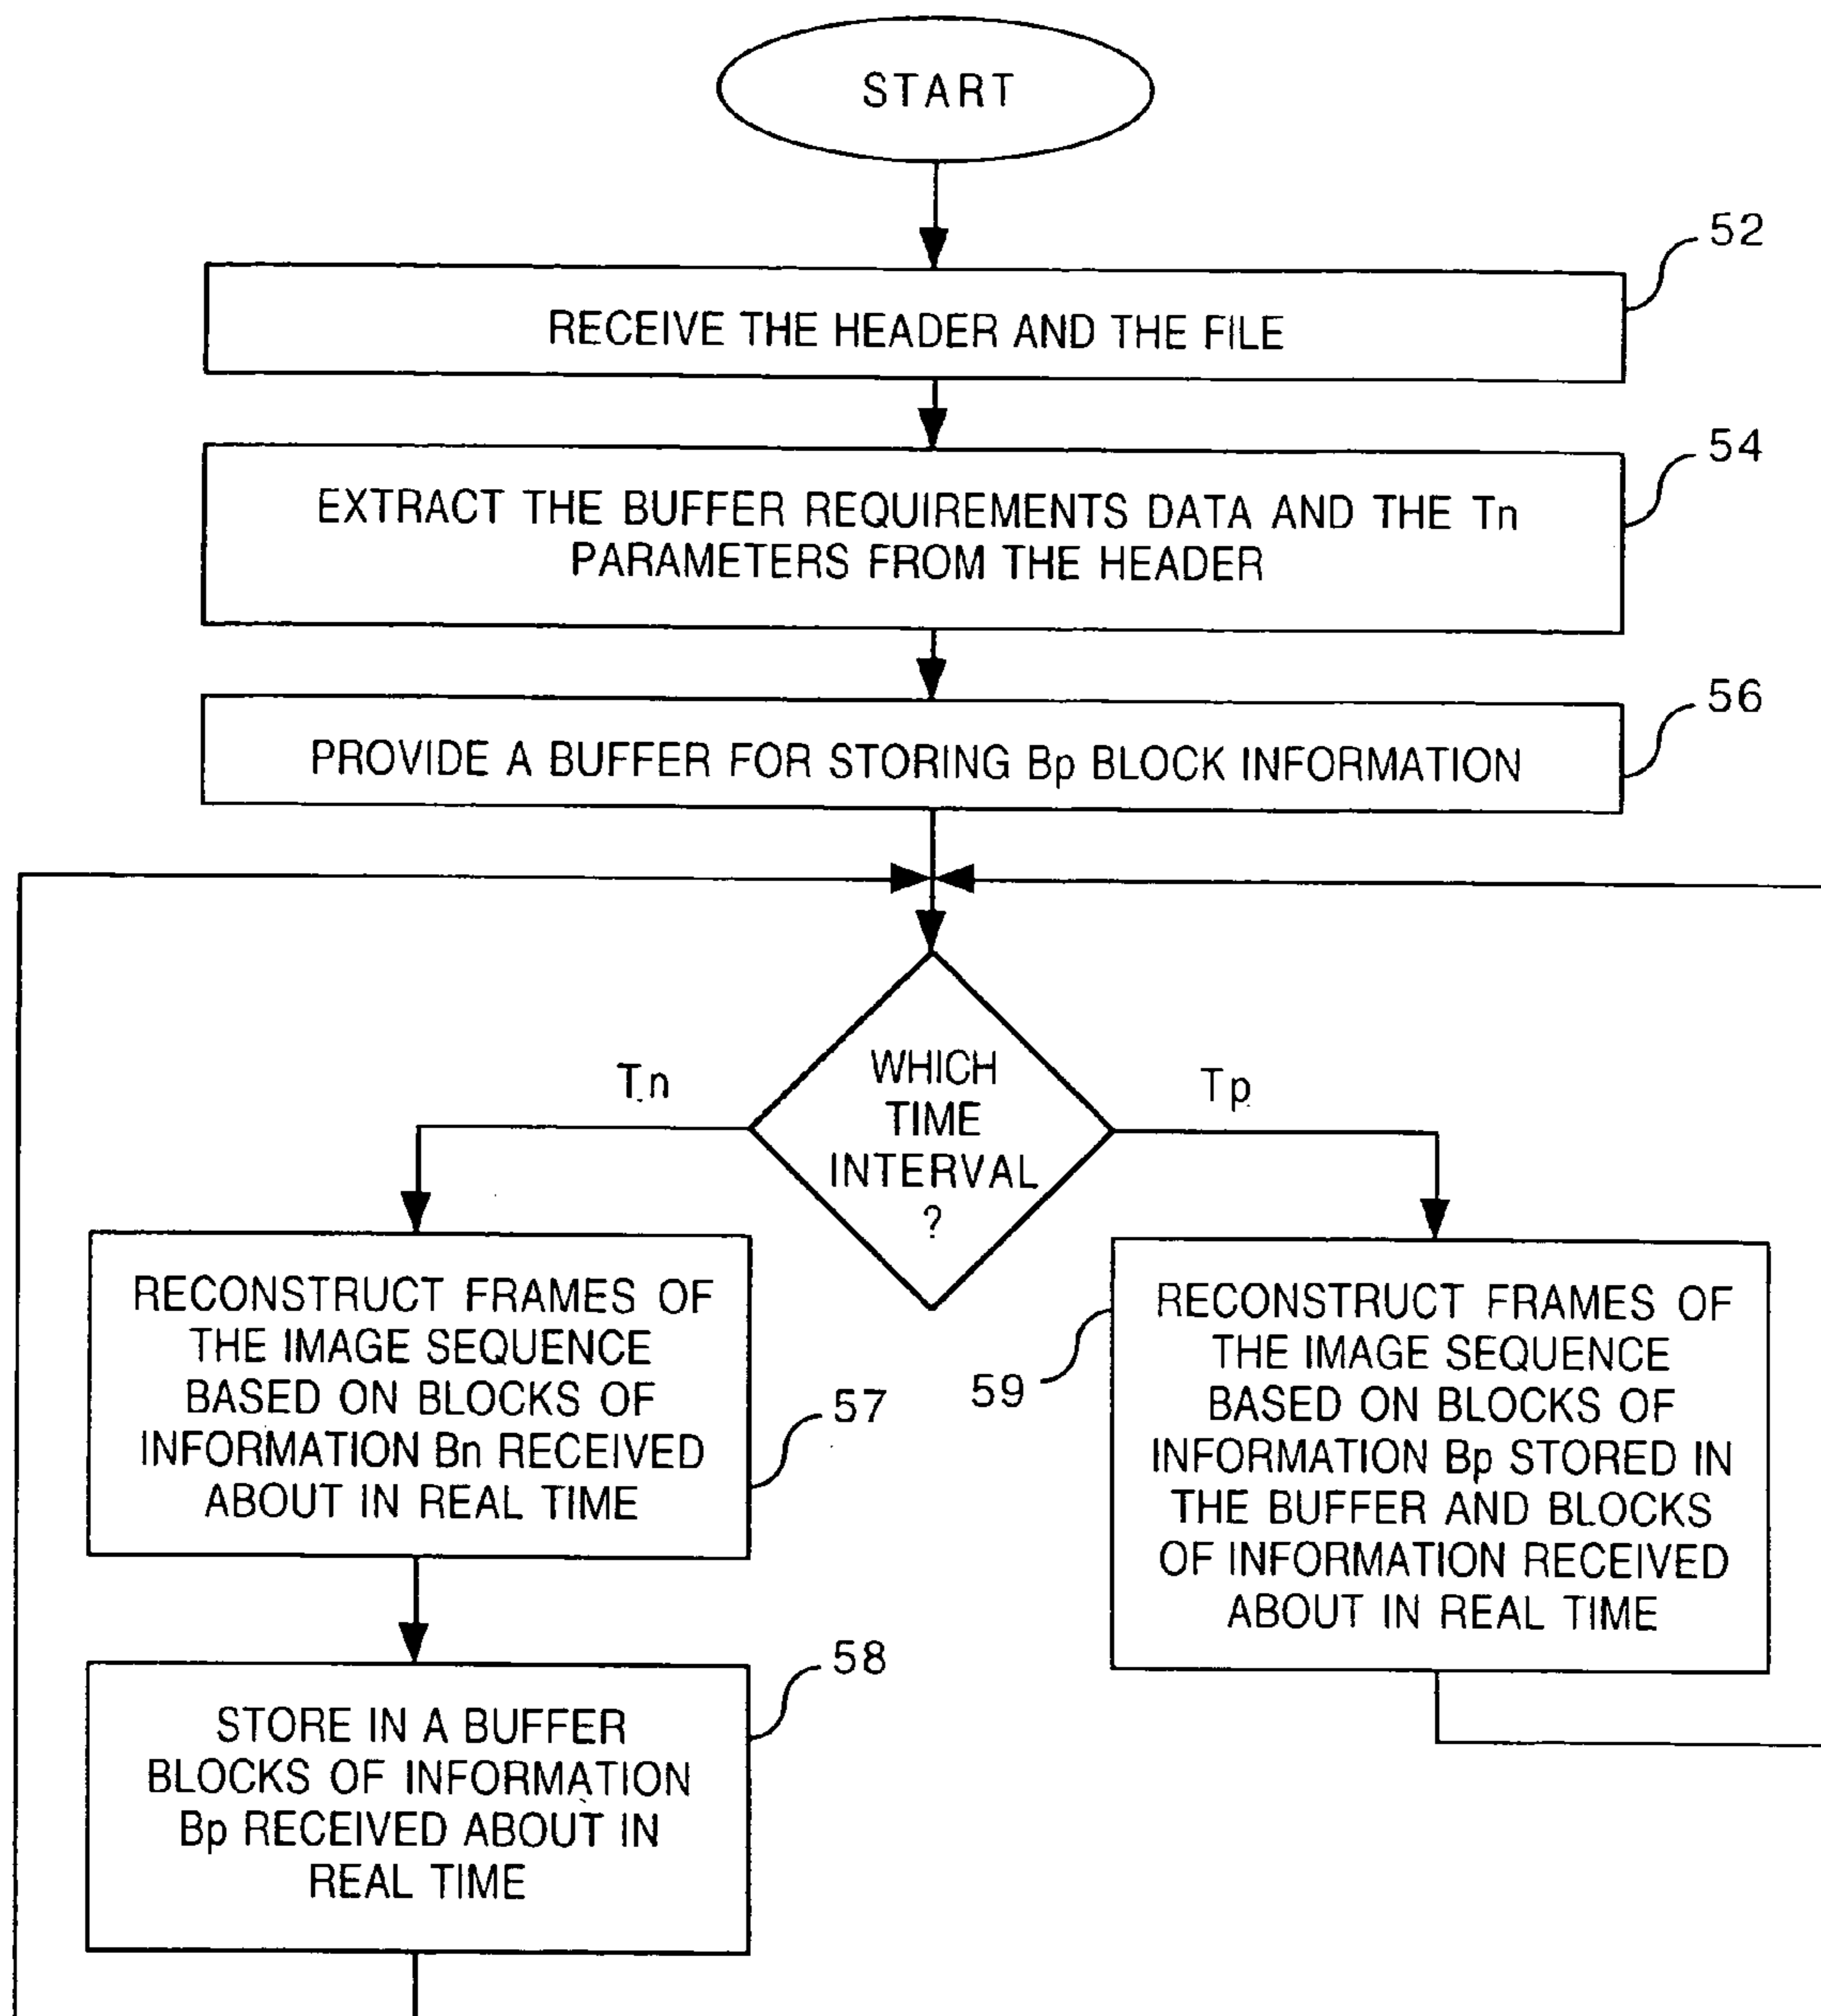 START
52
RECEIVE THE HEADER AND THE FILE
54
EXTRACT THE BUFFER REQUIREMENTS DATA AND THE Tn
PARAMETERS FROM THE HEADER
56
PROVIDE A BUFFER FOR STORING Bp BLOCK INFORMATION
WHICH
TIME
INTERVAL
?
Tn
Tp
RECONSTRUCT FRAMES OF
THE IMAGE SEQUENCE
BASED ON BLOCKS OF
INFORMATION Bn RECEIVED
ABOUT IN REAL TIME
57
59
RECONSTRUCT FRAMES OF
THE IMAGE SEQUENCE
BASED ON BLOCKS OF
INFORMATION Bp STORED IN
THE BUFFER AND BLOCKS
OF INFORMATION RECEIVED
ABOUT IN REAL TIME
58
STORE IN A BUFFER
BLOCKS OF INFORMATION
Bp RECEIVED ABOUT IN
REAL TIME